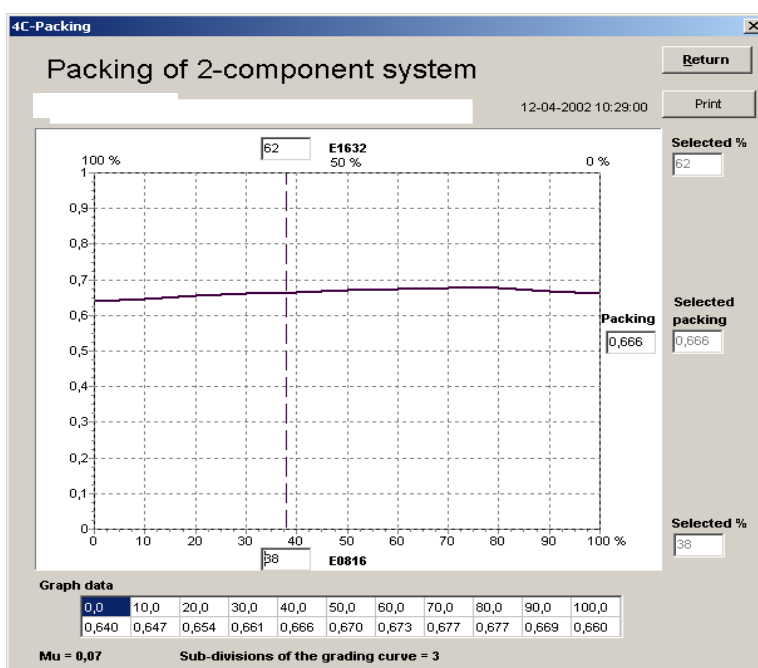 4C-Packing
Packing of 2-component system
Return
12-04-2002 10:29:00
Print
62 E1632
100 % 50 % 0 %
Selected %
62
1
0,9
0,8
0,7
0,6
0,5
0,4
0,3
0,2
0,1
0
Packing
0,666
Selected
packing
0,666
Selected %
38
0 10 20 30 40 50 60 70 80 90 100 %
38 E0816
Graph data
0,0 10,0 20,0 30,0 40,0 50,0 60,0 70,0 80,0 90,0 100,0
0,640 0,647 0,654 0,661 0,666 0,670 0,673 0,677 0,677 0,669 0,660
Mu = 0,07 Sub-divisions of the grading curve = 3